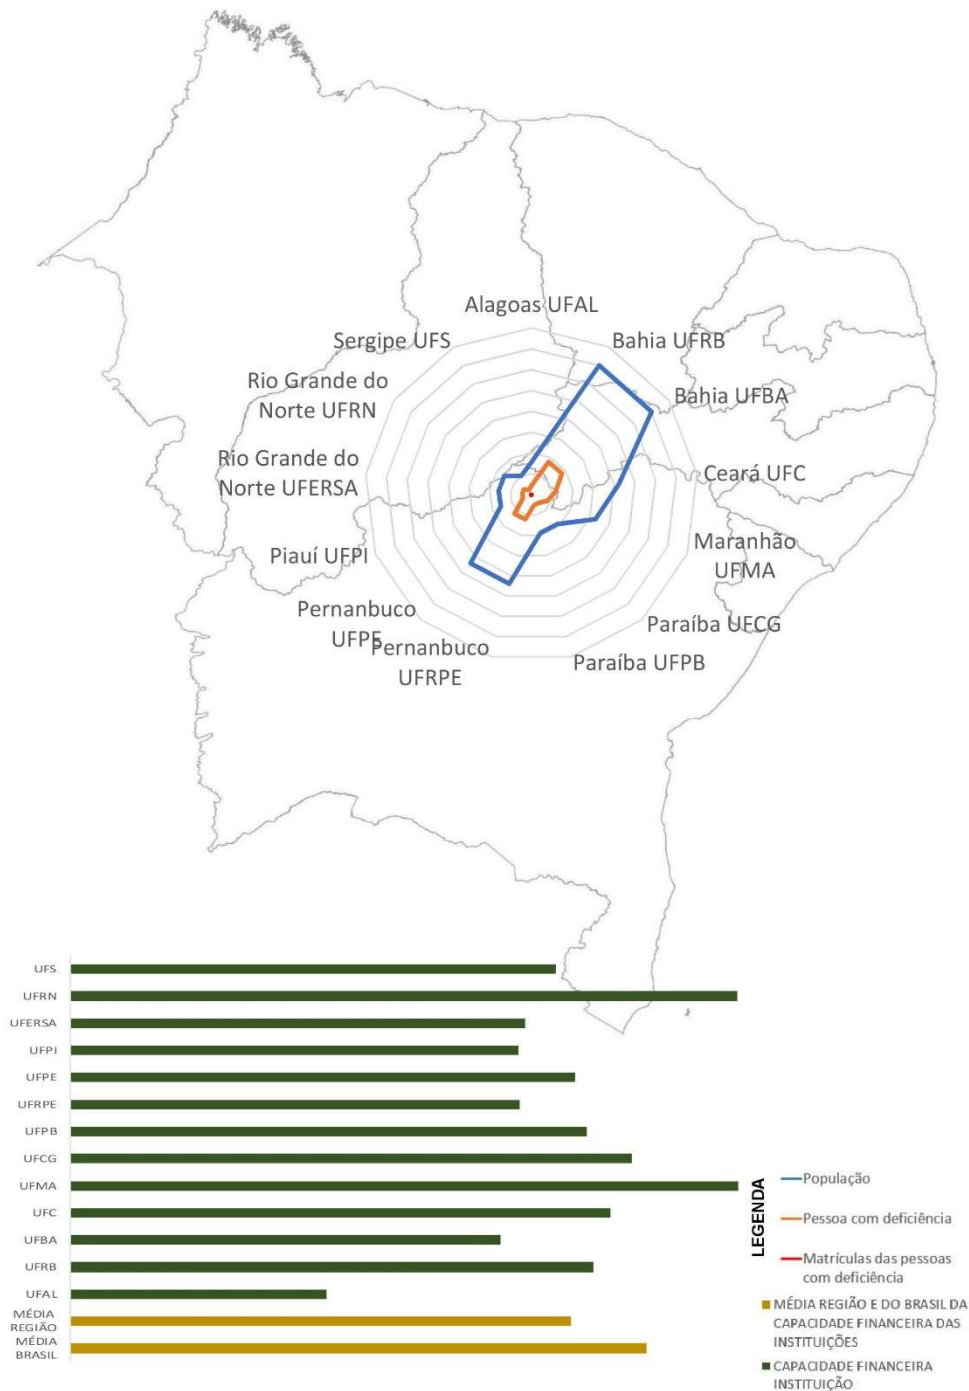 Alagoas UFAL
Sergipe UFS
Bahia UFRB
Rio Grande do
Norte UFRN
Bahia UFBA
Rio Grande do
Norte UFERSA
Ceará UFC
Maranhão
UFMA
Piauí UFPI
Pernanbuco
UFPE
Paraíba UFCG
Pernanbuco
UFRPE
Paraíba UFPB
UFS
UFRN
UFERSA
UFPI
UFPE
UFRPE
UFPB
UFCG
UFMA
UFC
UFBA
UFRB
UFAL
MÉDIA
REGIÃO
MÉDIA
BRASIL
LEGENDA
População
Pessoa com deficiência
Matrículas das pessoas
com deficiência
MÉDIA REGIÃO E DO BRASIL DA
CAPACIDADE FINANCEIRA DAS
INSTITUIÇÕES
CAPACIDADE FINANCEIRA
INSTITUIÇÃO